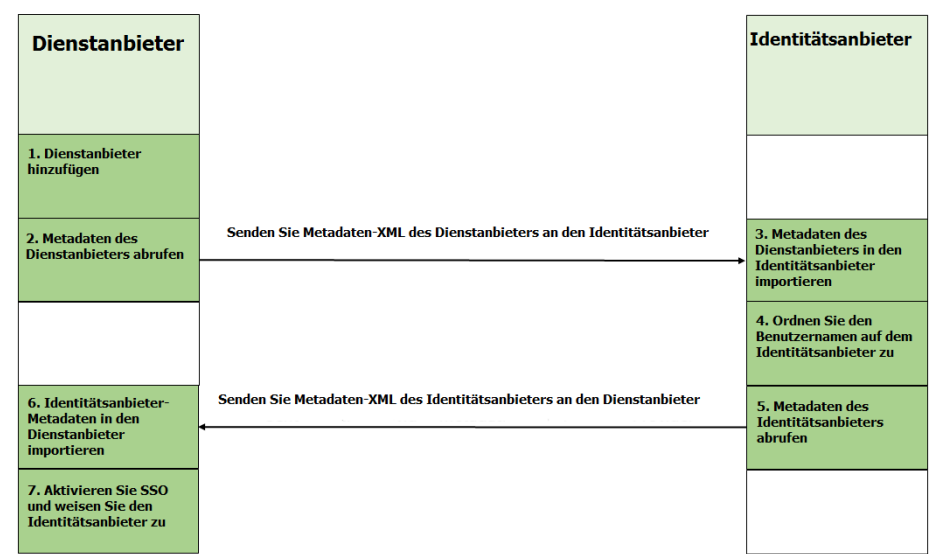 Dienstanbieter
Identitätsanbieter
1. Dienstanbieter
hinzufügen
2. Metadaten des
Dienstanbieters abrufen
Senden Sie Metadaten-XML des Dienstanbieters an den Identitätsanbieter
3. Metadaten des
Dienstanbieters in den
Identitätsanbieter
importieren
4. Ordnen Sie den
Benutzernamen auf dem
Identitätsanbieter zu
Senden Sie Metadaten-XML des Identitätsanbieters an den Dienstanbieter
5. Metadaten des
Identitätsanbieters
abrufen
6. Identitätsanbieter-
Metadaten in den
Dienstanbieter
importieren
7. Aktivieren Sie SSO
und weisen Sie den
Identitätsanbieter zu